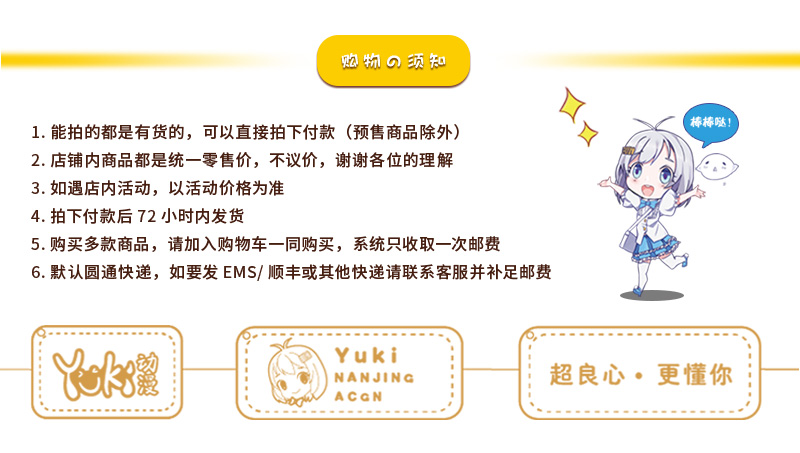 购物の须知
1. 能拍的都是有货的，可以直接拍下付款（预售商品除外）
2. 店铺内商品都是统一零售价，不议价，谢谢各位的理解
3. 如遇店内活动，以活动价格为准
4. 拍下付款后 72 小时内发货
5. 购买多款商品，请加入购物车一同购买，系统只收取一次邮费
6. 默认圆通快递，如要发 EMS/ 顺丰或其他快递请联系客服并补足邮费
棒棒哒!
Yuki动漫
Yuki
NANJING
ACGN
超良心・更懂你